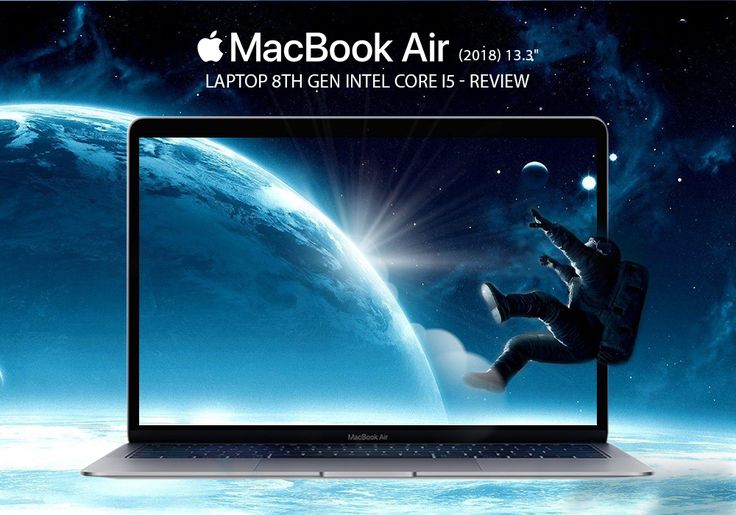 MacBook Air (2018) 13.3"
LAPTOP 8TH GEN INTEL CORE I5 - REVIEW
MacBook Air